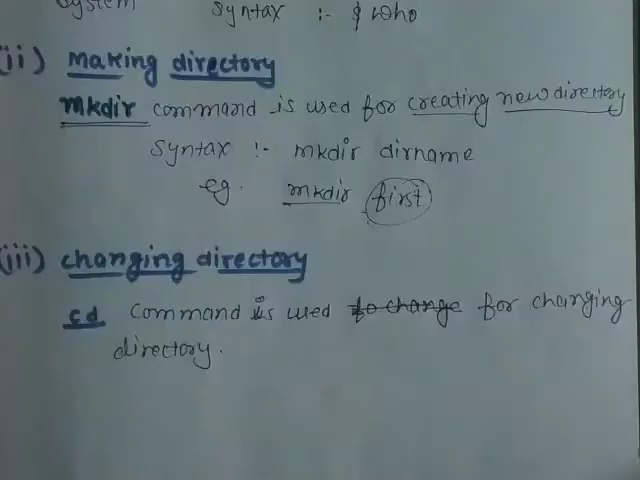 system syntax :- $ who
(ii) making directory
mkdir command is used for creating new directory
syntax :- mkdir dirname
eg. mkdir first
(iii) changing directory
cd command is used to change for changing
directory.